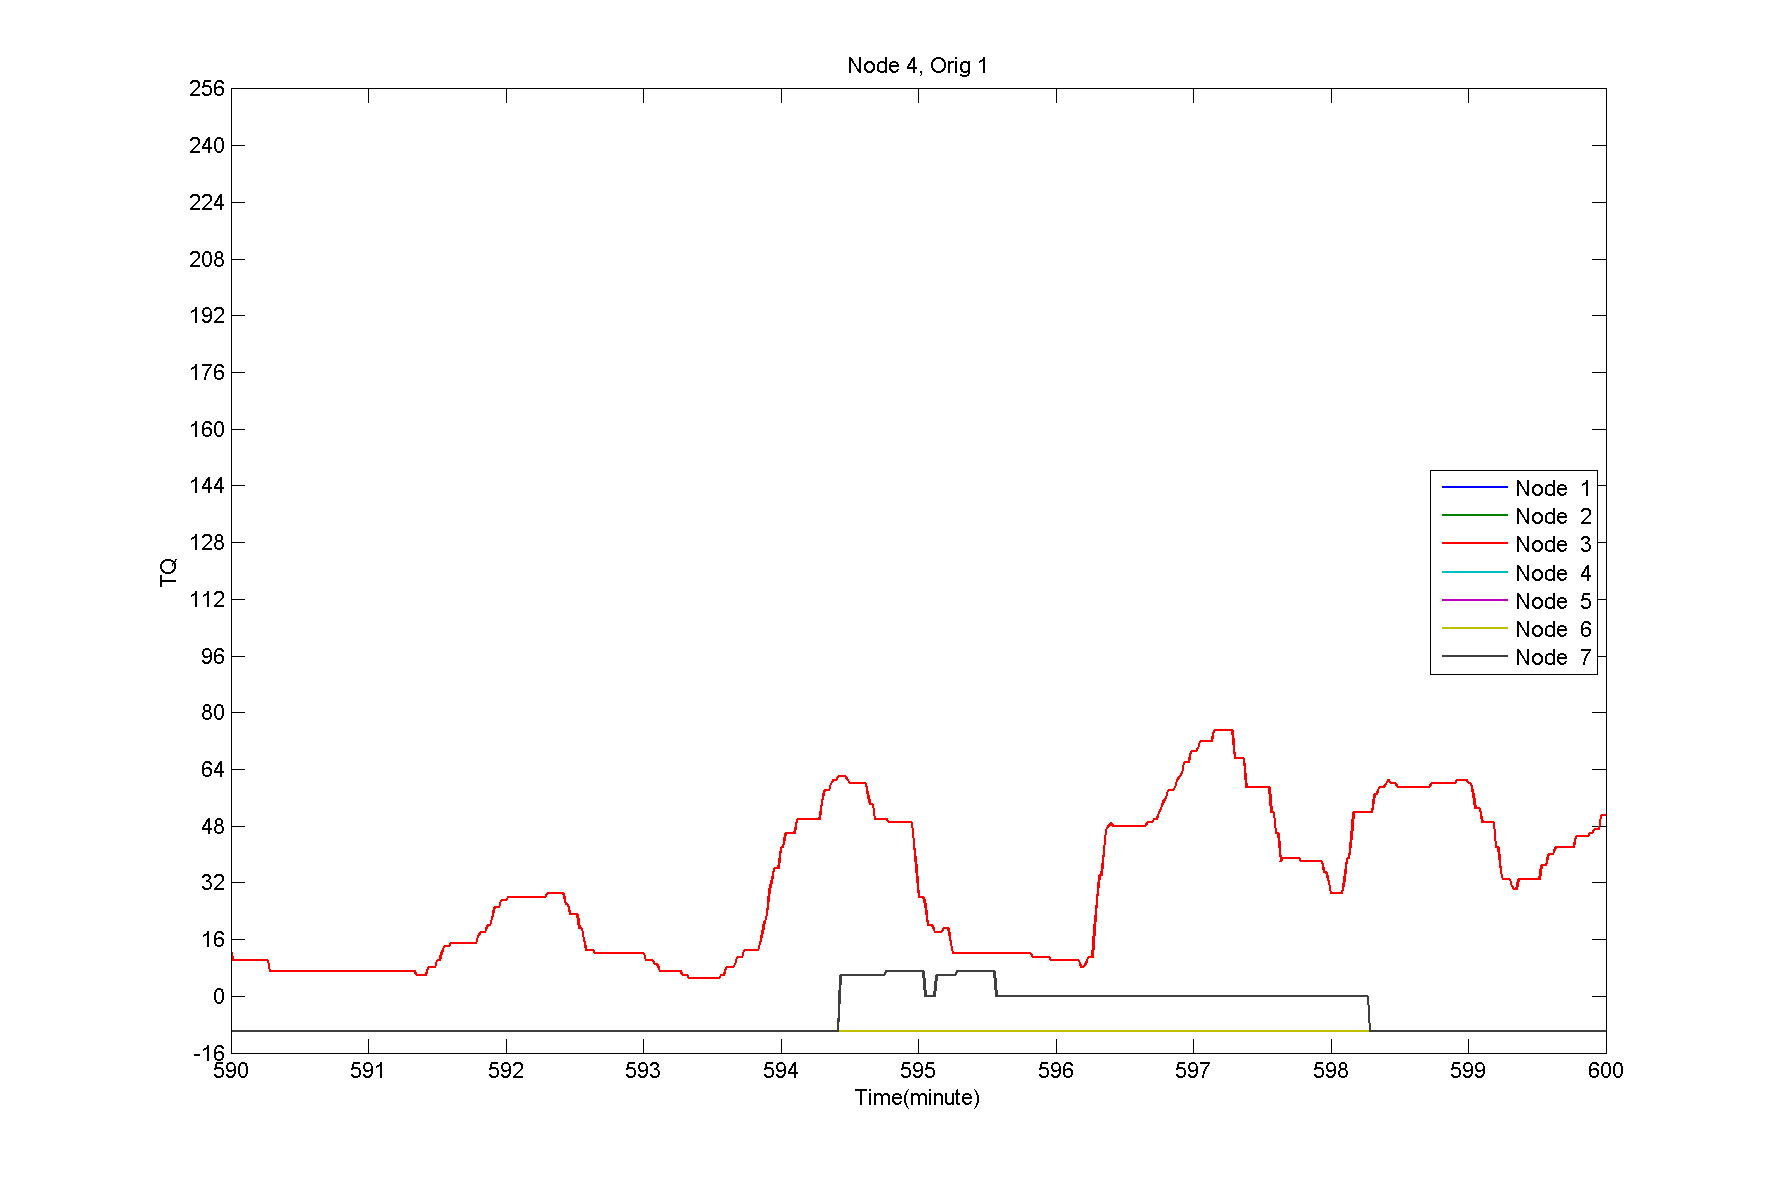 Node 4, Orig 1
256
240
224
208
192
176
160
144
128
112
96
80
64
48
32
16
0
-16
TQ
Node 1
Node 2
Node 3
Node 4
Node 5
Node 6
Node 7
590 591 592 593 594 595 596 597 598 599 600
Time(minute)